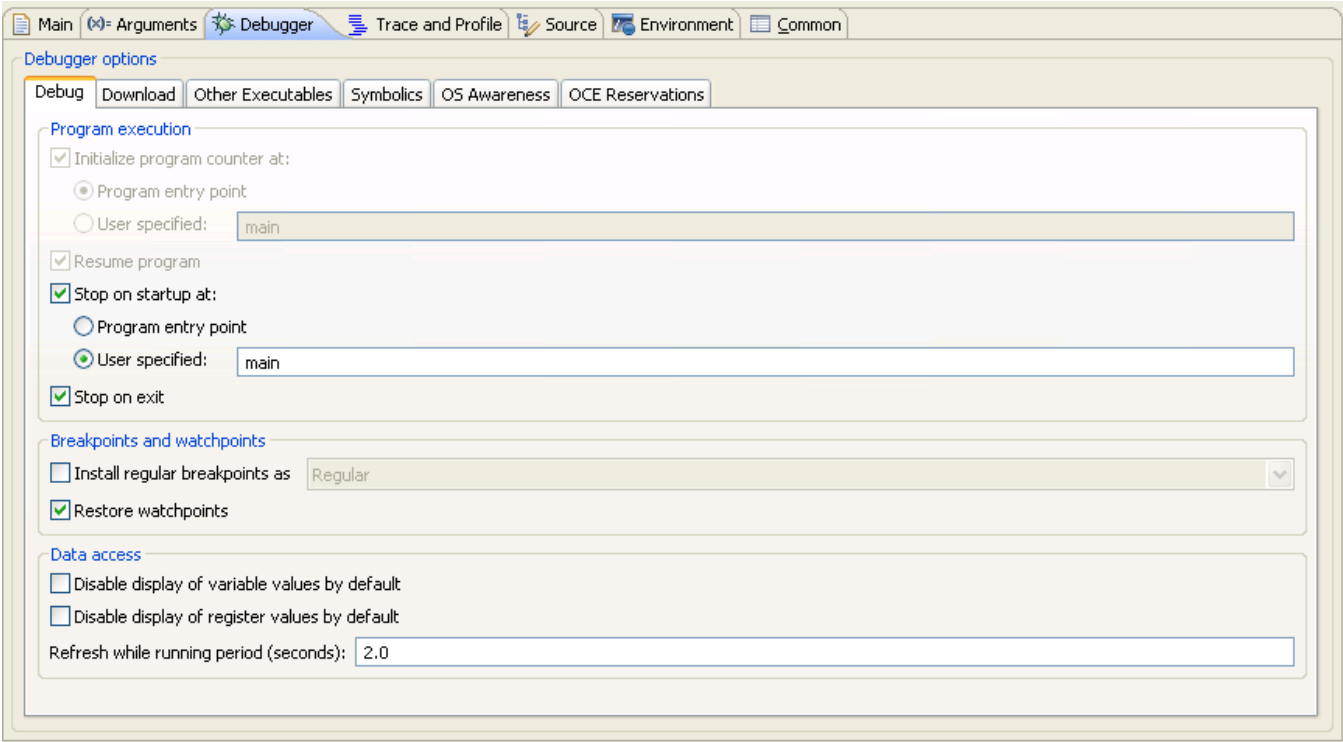 Main (x)= Arguments Debugger Trace and Profile Source Environment Common
Debugger options
Debug Download Other Executables Symbolics OS Awareness OCE Reservations
Program execution
Initialize program counter at:
Program entry point
User specified: main
Resume program
Stop on startup at:
Program entry point
User specified: main
Stop on exit
Breakpoints and watchpoints
Install regular breakpoints as Regular
Restore watchpoints
Data access
Disable display of variable values by default
Disable display of register values by default
Refresh while running period (seconds): 2.0